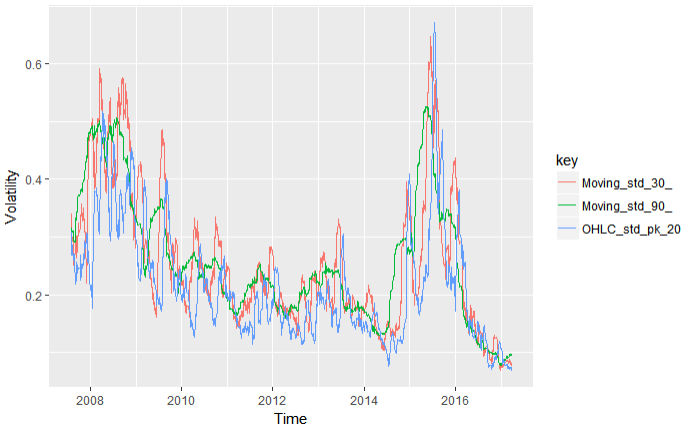 0.6
0.4
0.2
Volatility
2008
2010
2012
2014
2016
Time
key
Moving_std_30_
Moving_std_90_
OHLC_std_pk_20